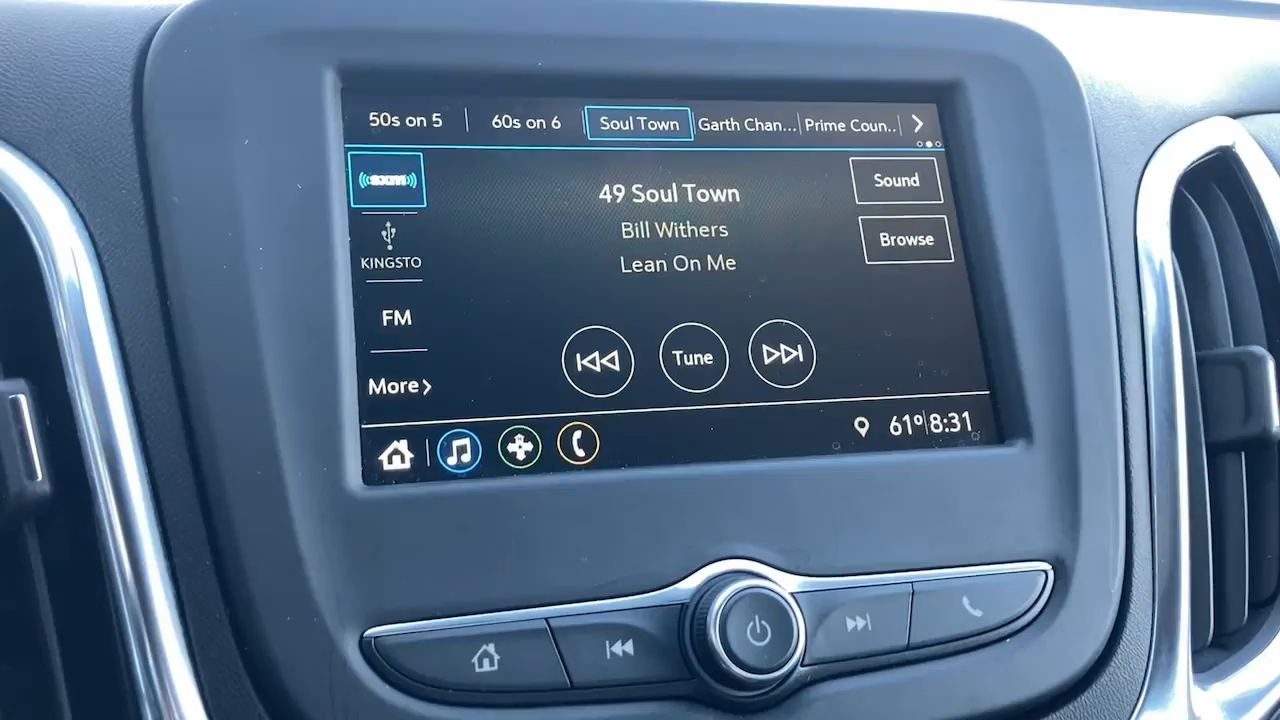 50s on 5
60s on 6
Soul Town
Garth Chan...
Prime Coun..
((SXM))
49 Soul Town
Sound
Bill Withers
Browse
KINGSTO
Lean On Me
FM
Tune
More
61° 8:31